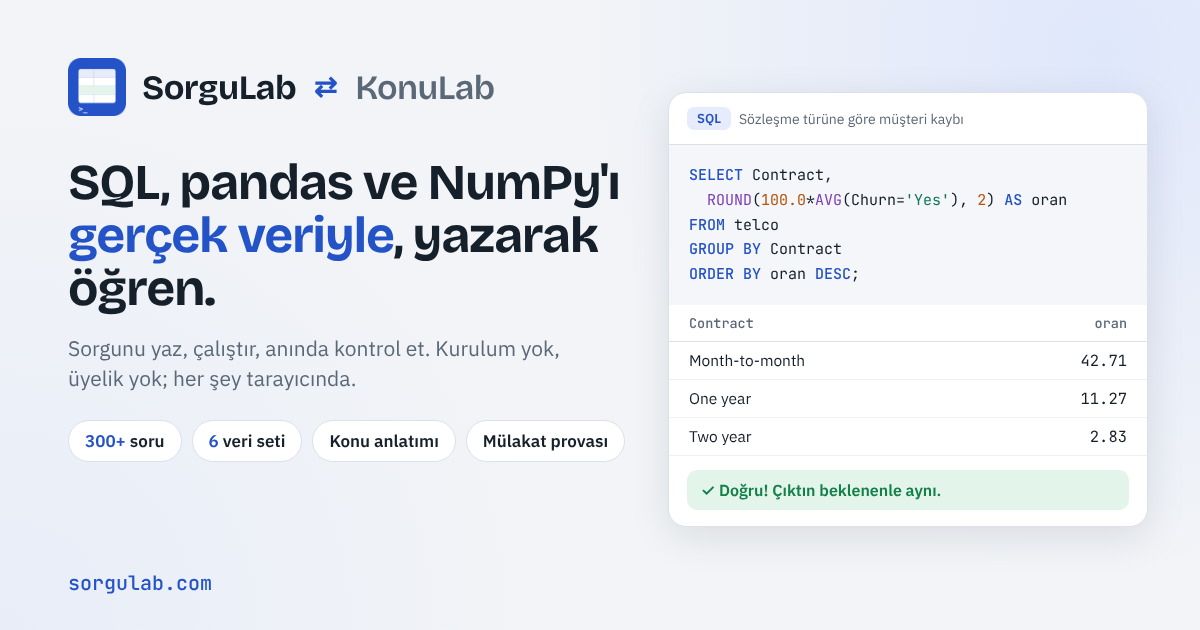 >_
SorguLab ⇄ KonuLab
SQL, pandas ve NumPy'ı
gerçek veriyle, yazarak
öğren.
Sorgunu yaz, çalıştır, anında kontrol et. Kurulum yok,
üyelik yok; her şey tarayıcında.
300+ soru
6 veri seti
Konu anlatımı
Mülakat provası
sorgulab.com
SQL Sözleşme türüne göre müşteri kaybı
SELECT Contract,
  ROUND(100.0*AVG(Churn='Yes'), 2) AS oran
FROM telco
GROUP BY Contract
ORDER BY oran DESC;
Contract oran
Month-to-month 42.71
One year 11.27
Two year 2.83
✓ Doğru! Çıktın beklenenle aynı.